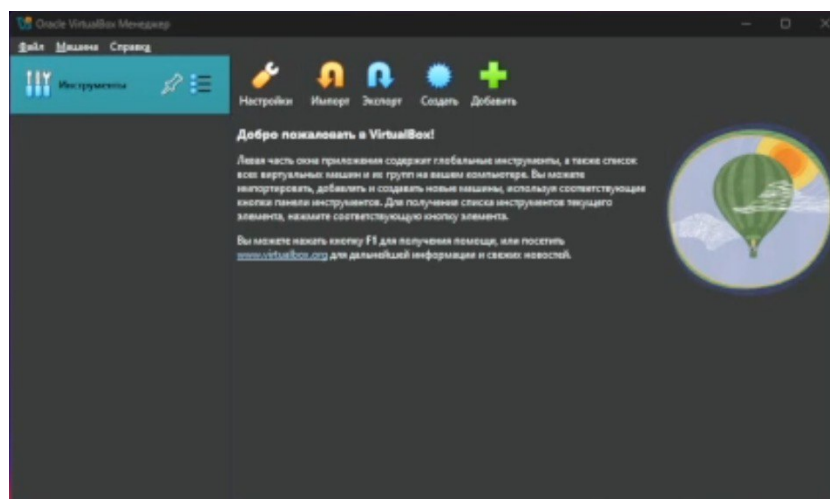 Oracle VirtualBox Менеджер
Файл Машина Справка
Инструменты
Настройки Импорт Экспорт Создать Добавить
Добро пожаловать в VirtualBox!
Левая часть окна приложения содержит глобальные инструменты, а также список
всех виртуальных машин и их групп на вашем компьютере. Вы можете
импортировать, добавлять и создавать новые машины, используя соответствующие
кнопки панели инструментов. Для получения списка инструментов текущего
элемента, нажмите соответствующую кнопку элемента.
Вы можете нажать кнопку F1 для получения помощи, или посетить
www.virtualbox.org для дальнейшей информации и свежих новостей.